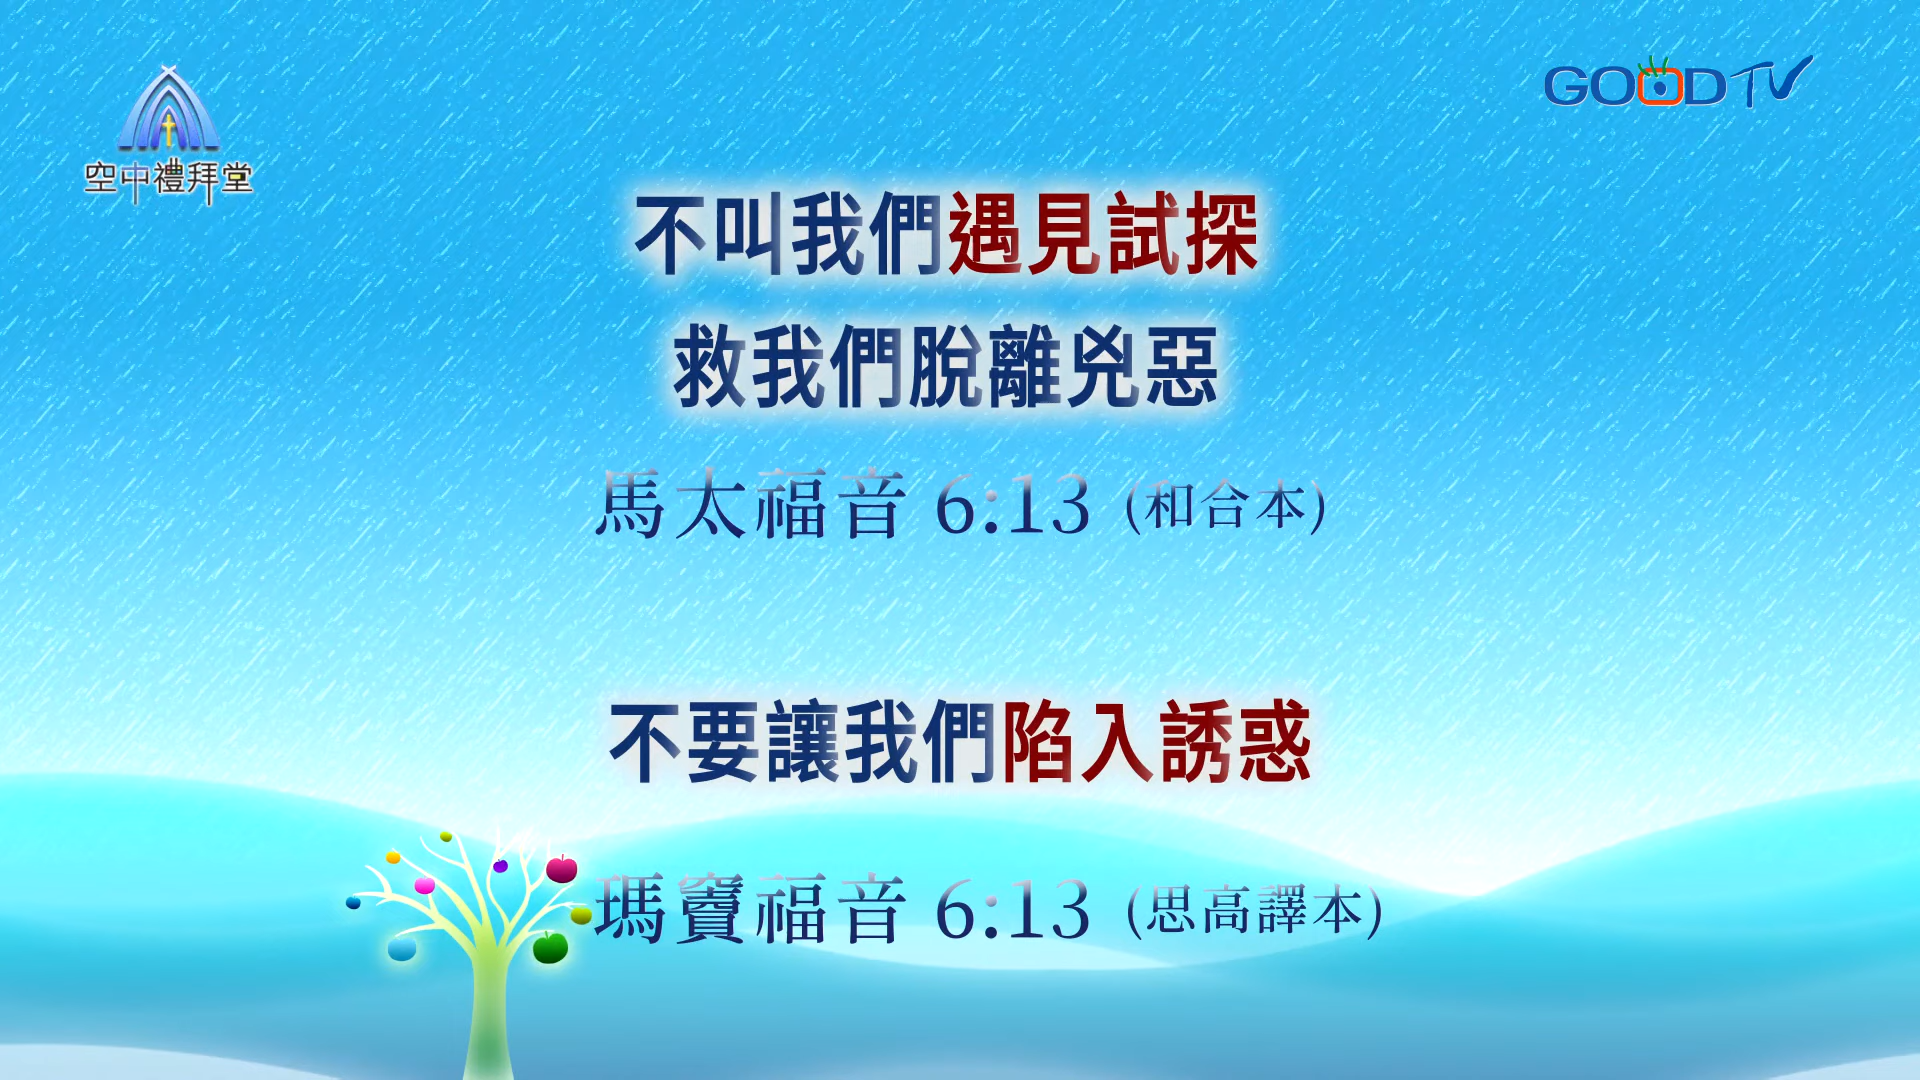 空中禮拜堂
GOOD TV
不叫我們遇見試探
救我們脫離兇惡
馬太福音 6:13 (和合本)
不要讓我們陷入誘惑
瑪竇福音 6:13 (思高譯本)